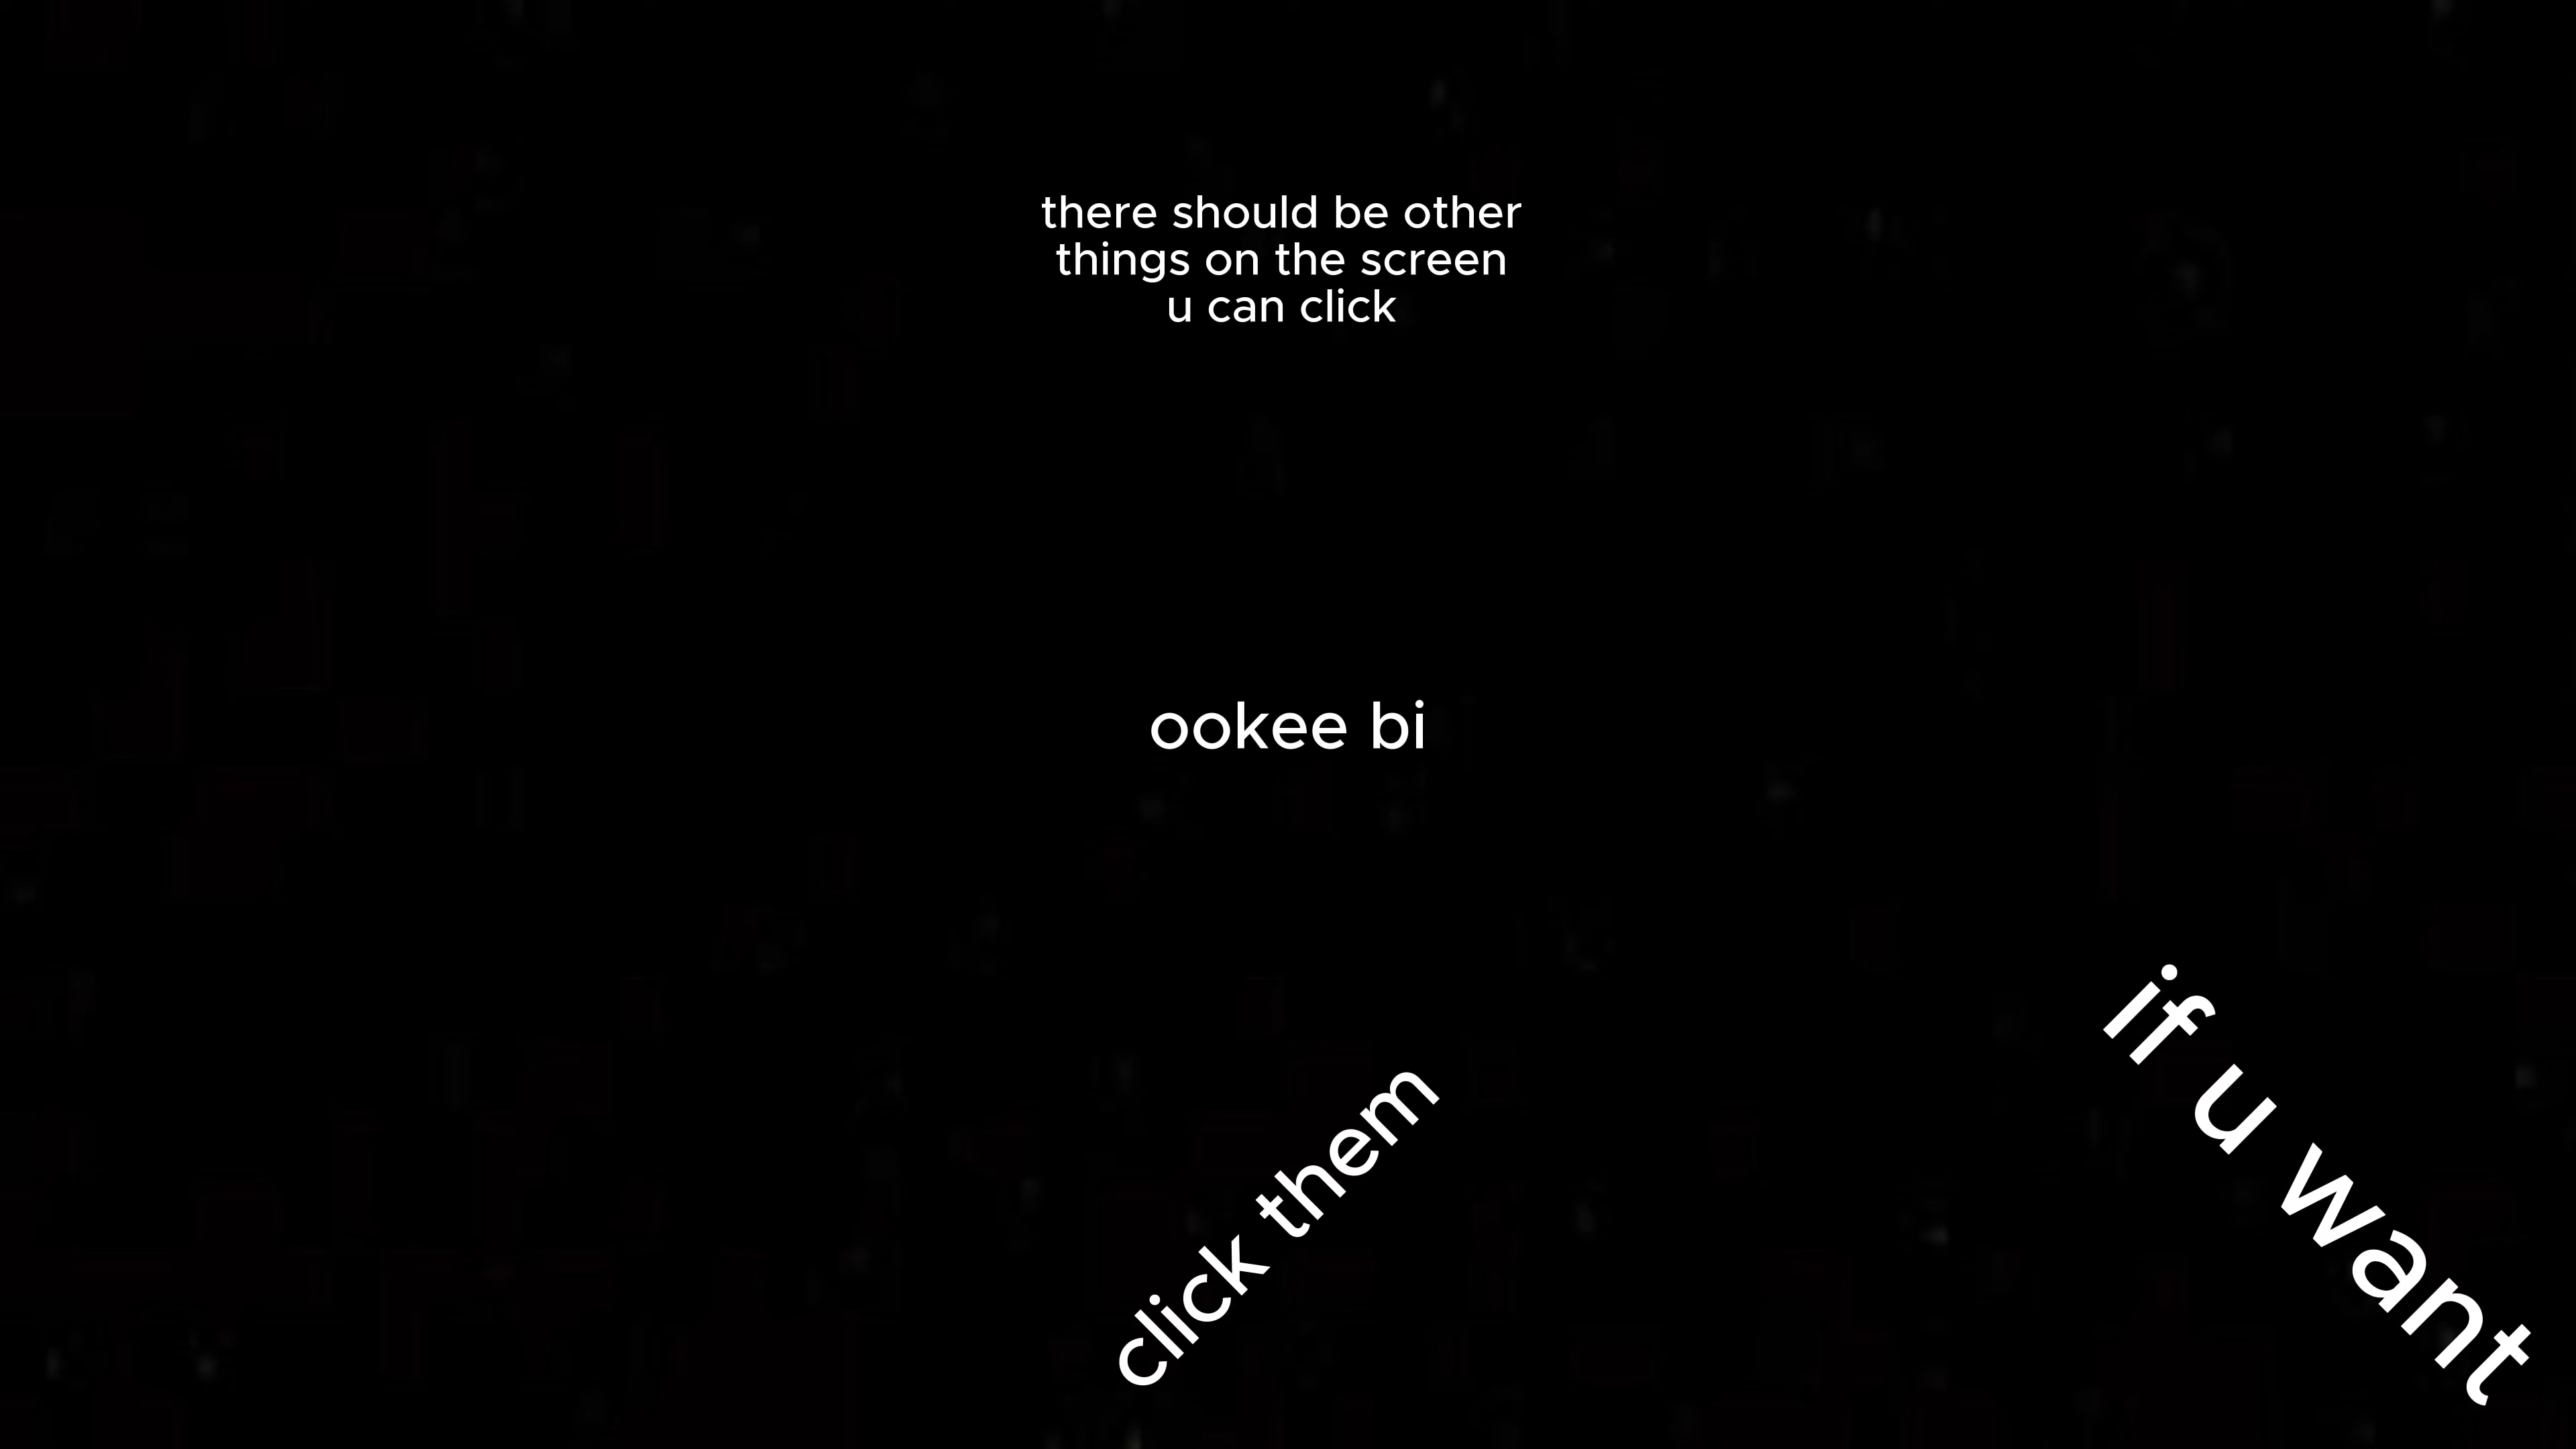 there should be other
things on the screen
u can click
ookee bi
click them
if u want